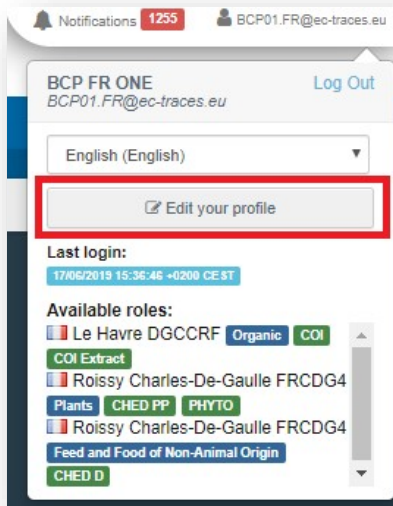 Notifications 1255 BCP01.FR@ec-traces.eu
BCP FR ONE Log Out
BCP01.FR@ec-traces.eu
English (English)
Edit your profile
Last login:
17/06/2019 15:36:46 +0200 CEST
Available roles:
Le Havre DGCCRF Organic COI
COI Extract
Roissy Charles-De-Gaulle FRCDG4
Plants CHED PP PHYTO
Roissy Charles-De-Gaulle FRCDG4
Feed and Food of Non-Animal Origin
CHED D